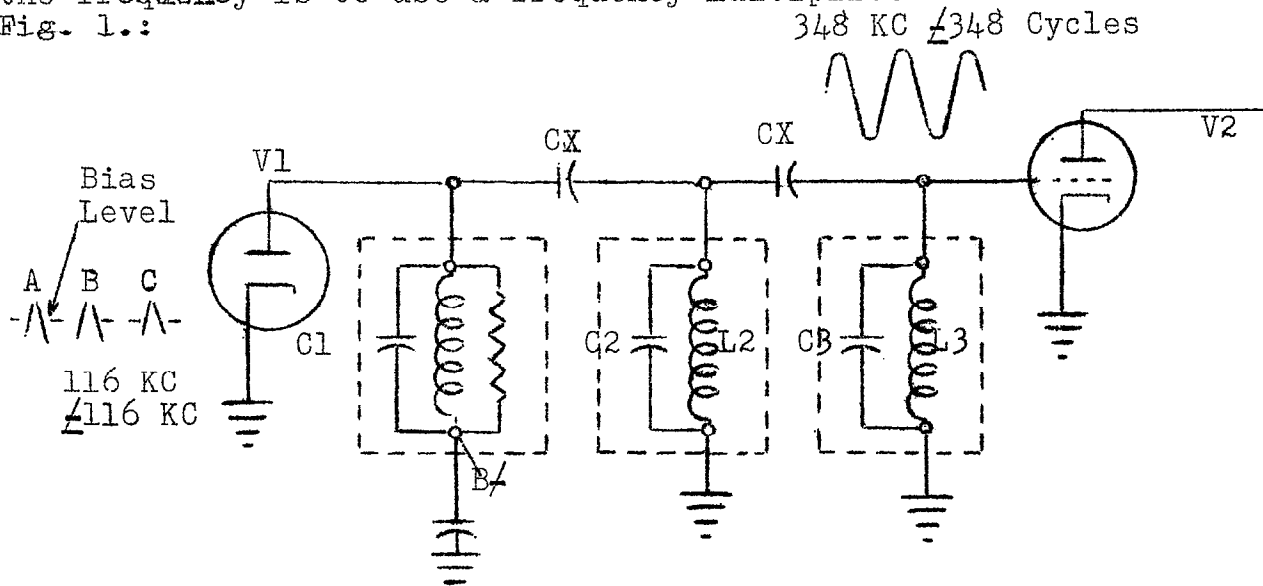 the frequency is to use a frequency multiplier
Fig. 1.:
348 KC ±348 Cycles
CX
CX
V1
V2
Bias
Level
A B C
C1
C2
L2
C3
L3
116 KC
±116 KC
B+